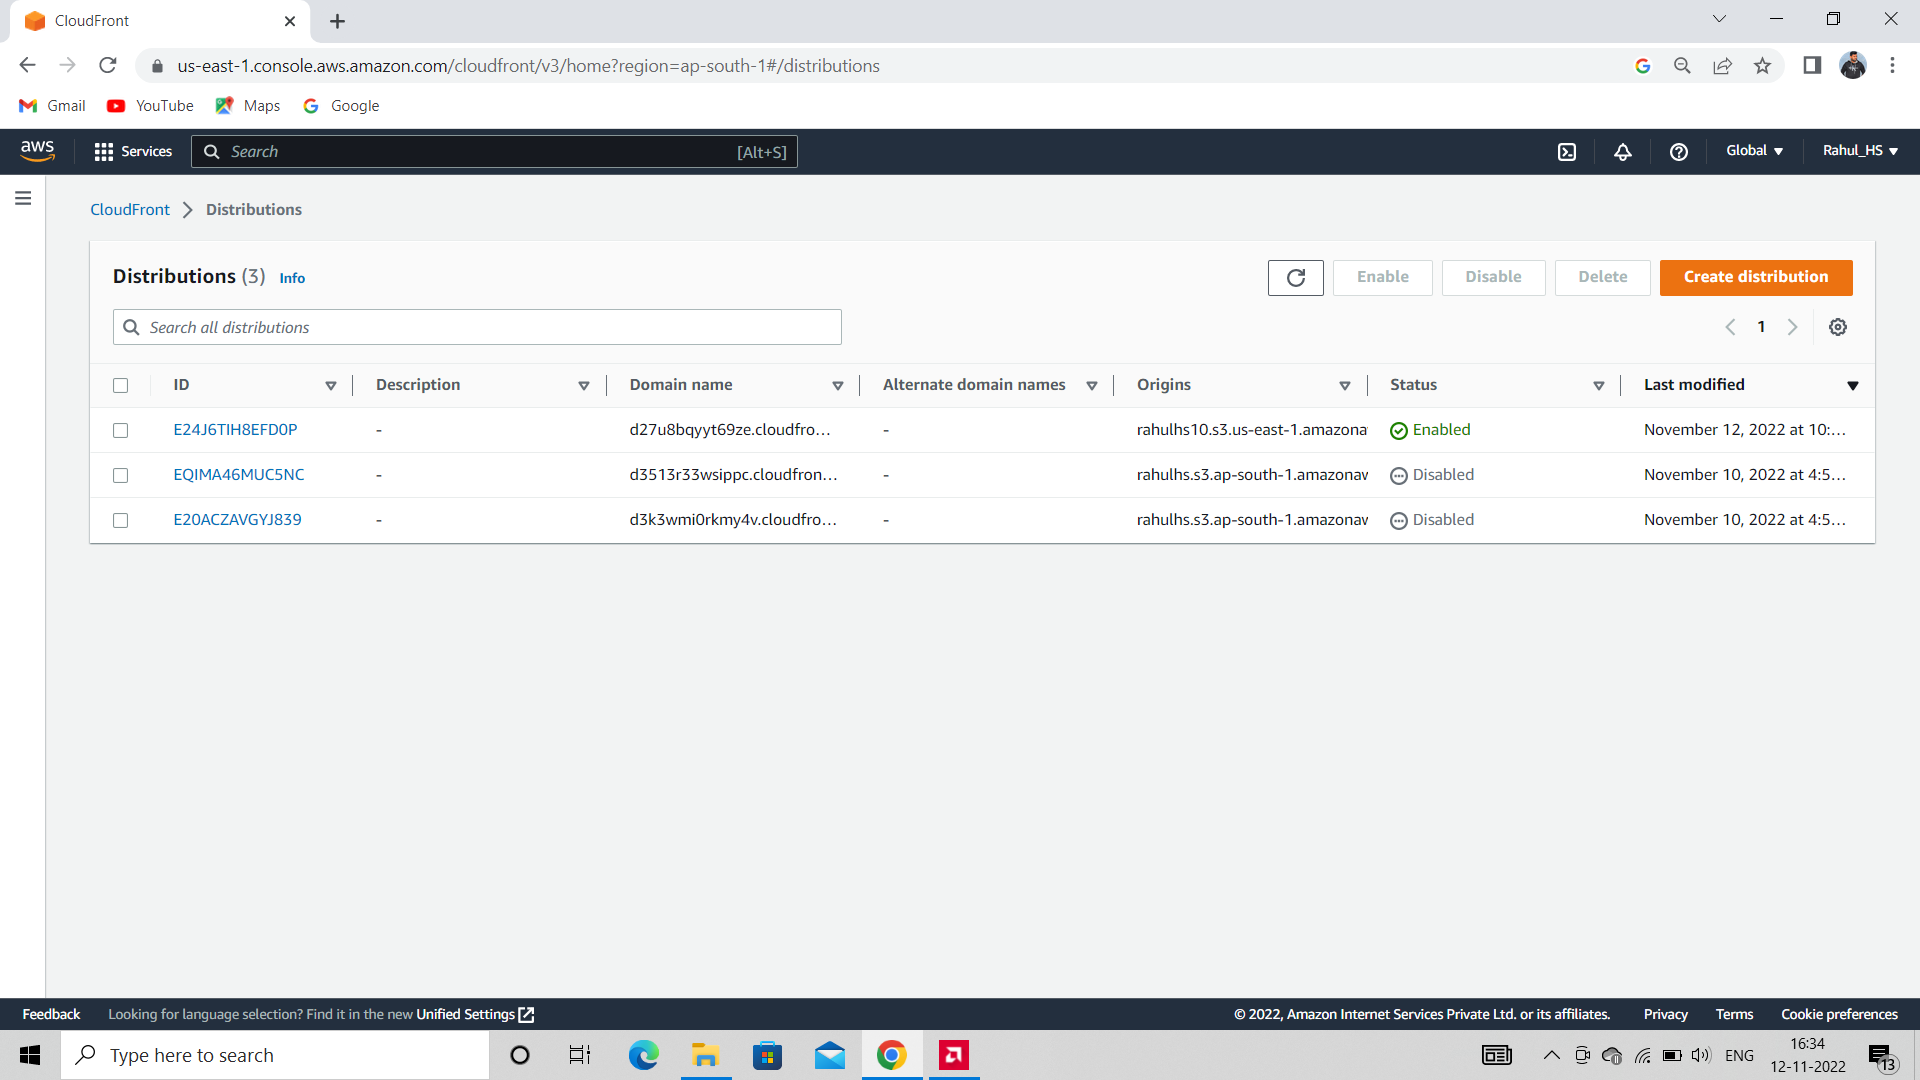 CloudFront
us-east-1.console.aws.amazon.com/cloudfront/v3/home?region=ap-south-1#/distributions
Gmail YouTube Maps Google
aws Services Search [Alt+S] Global Rahul_HS
CloudFront Distributions
Distributions (3) Info Enable Disable Delete Create distribution
Search all distributions 1
ID Description Domain name Alternate domain names Origins Status Last modified
E24J6TIH8EFD0P - d27u8bqyyt69ze.cloudfro... - rahulhs10.s3.us-east-1.amazona Enabled November 12, 2022 at 10:...
EQIMA46MUC5NC - d3513r33wsippc.cloudfron... - rahulhs.s3.ap-south-1.amazonav Disabled November 10, 2022 at 4:5...
E20ACZAVGYJ839 - d3k3wmi0rkmy4v.cloudfro... - rahulhs.s3.ap-south-1.amazonav Disabled November 10, 2022 at 4:5...
Feedback Looking for language selection? Find it in the new Unified Settings © 2022, Amazon Internet Services Private Ltd. or its affiliates. Privacy Terms Cookie preferences
Type here to search ENG 16:34
12-11-2022 13